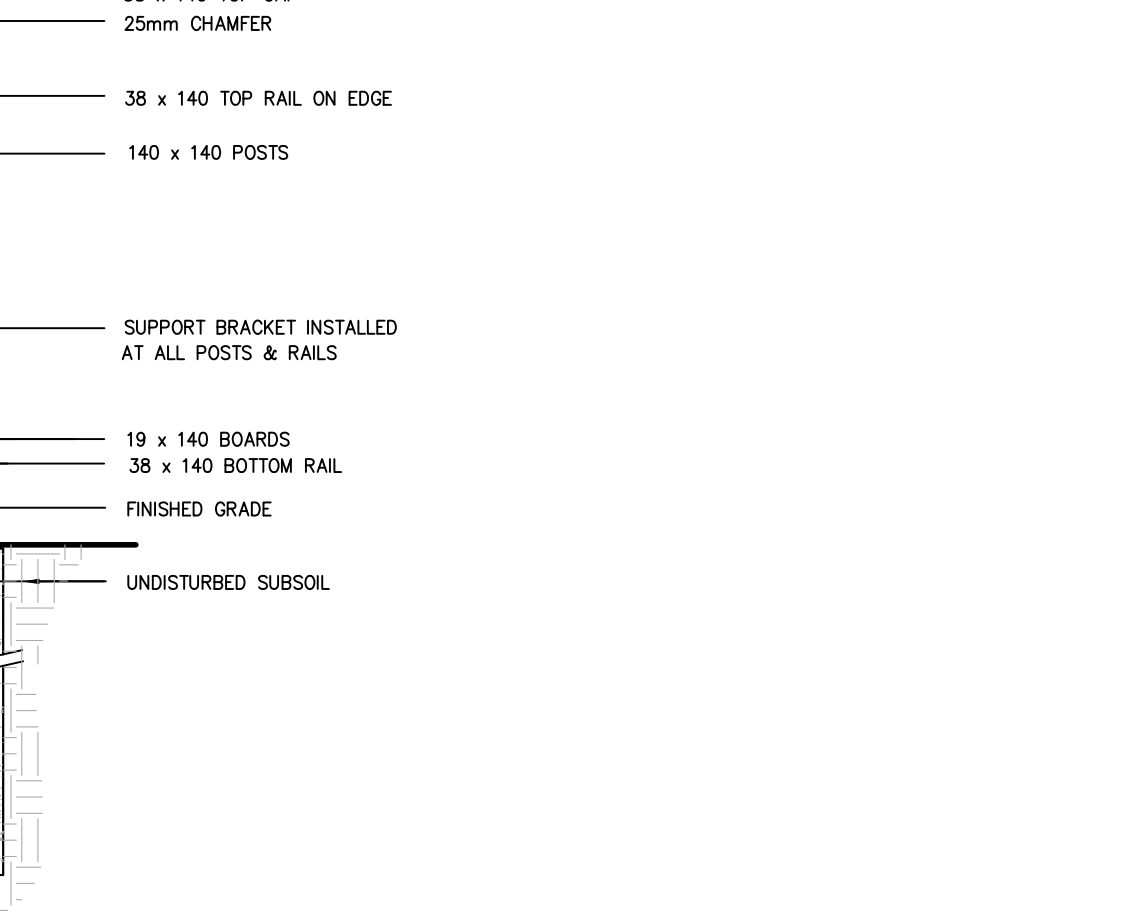 25mm CHAMFER
38 x 140 TOP RAIL ON EDGE
140 x 140 POSTS
SUPPORT BRACKET INSTALLED
AT ALL POSTS & RAILS
19 x 140 BOARDS
38 x 140 BOTTOM RAIL
FINISHED GRADE
UNDISTURBED SUBSOIL